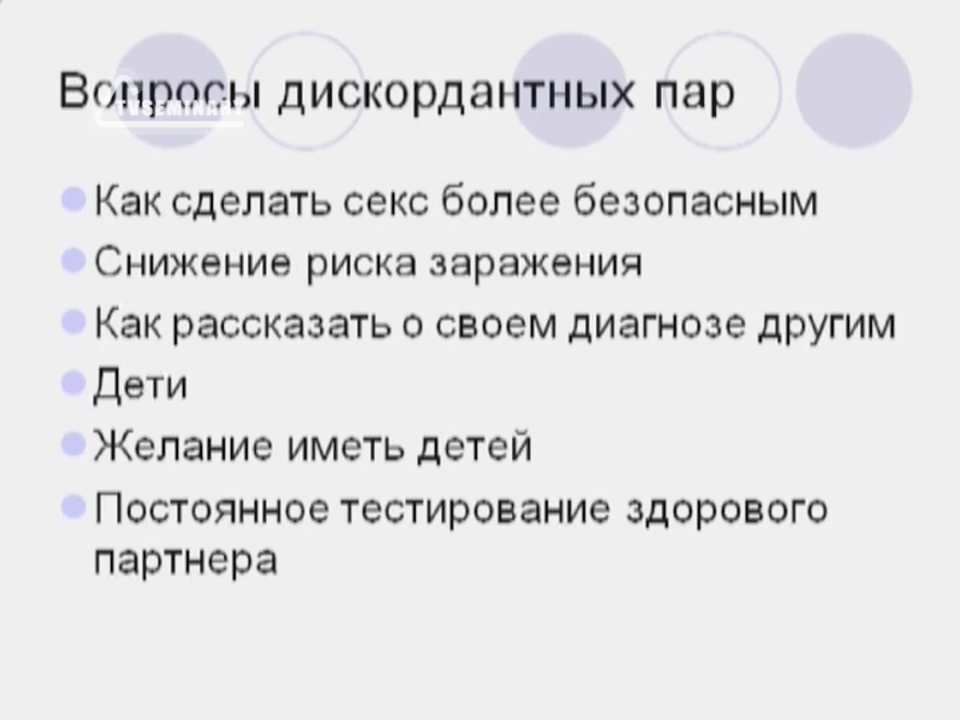 Вопросы дискордантных пар
TVSEMINARY
Как сделать секс более безопасным
Снижение риска заражения
Как рассказать о своем диагнозе другим
Дети
Желание иметь детей
Постоянное тестирование здорового
партнера